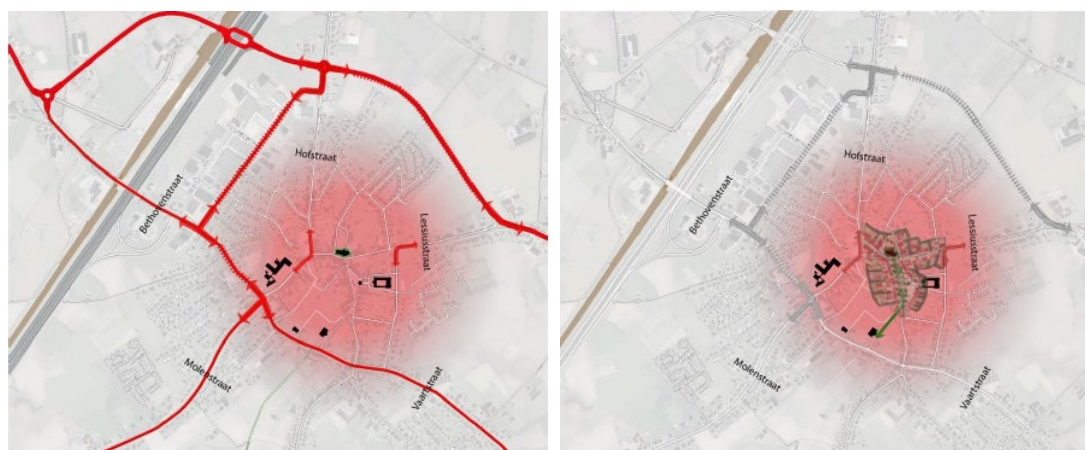 Hofstraat
Bethovenstraat
Lessiusstraat
Molenstraat
Vaartstraat
Hofstraat
Bethovenstraat
Lessiusstraat
Molenstraat
Vaartstraat